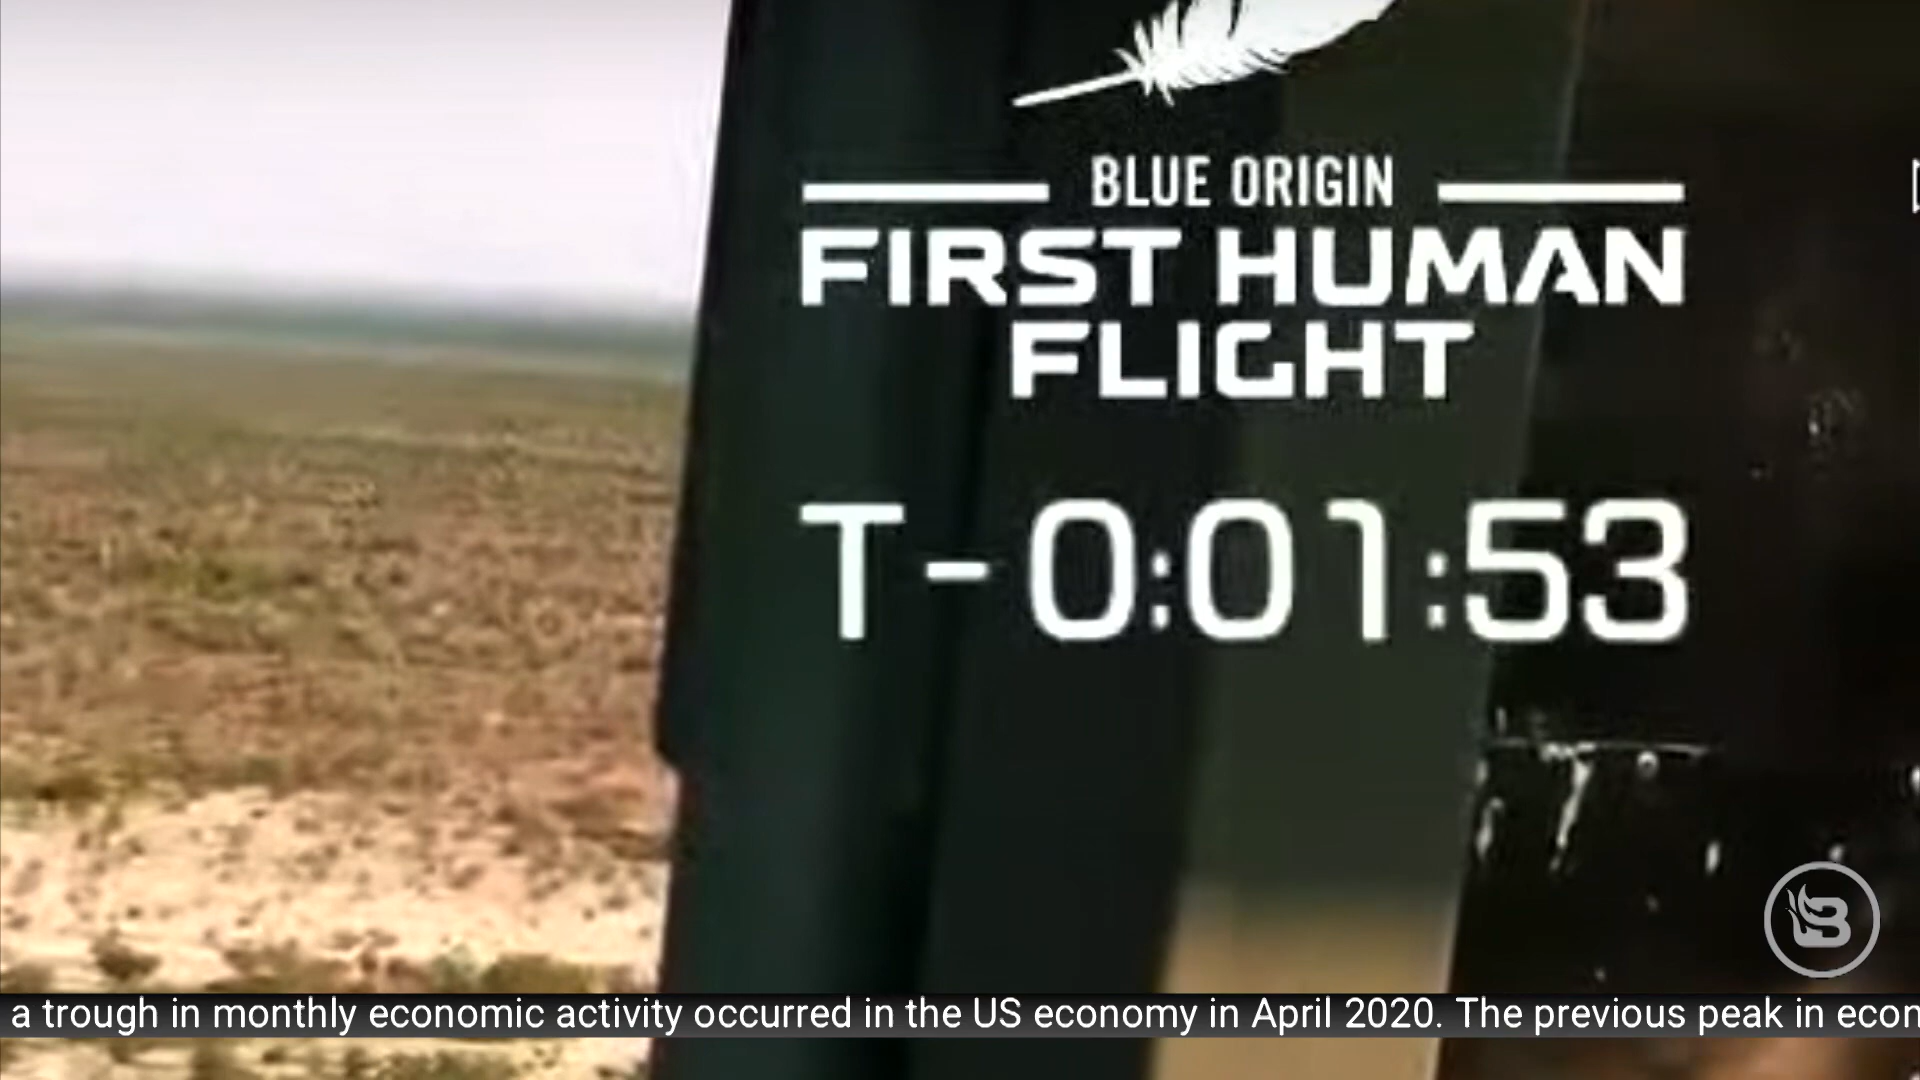 BLUE ORIGIN
FIRST HUMAN
FLIGHT
T-0:01:53
a trough in monthly economic activity occurred in the US economy in April 2020. The previous peak in econ